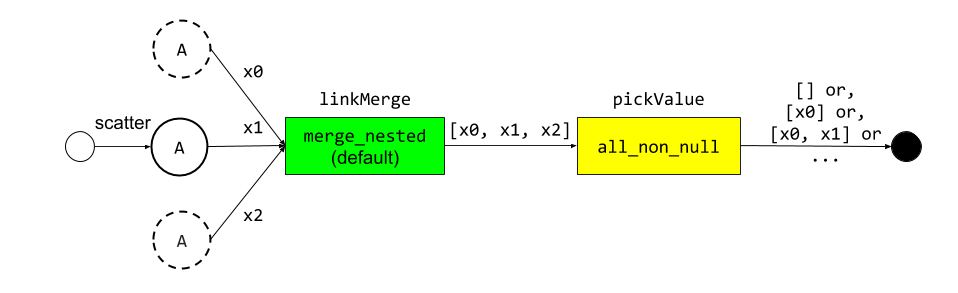 A
x0
linkMerge
pickValue
[] or,
[x0] or,
[x0, x1] or
...
scatter
A
x1
merge_nested
(default)
[x0, x1, x2]
all_non_null
x2
A